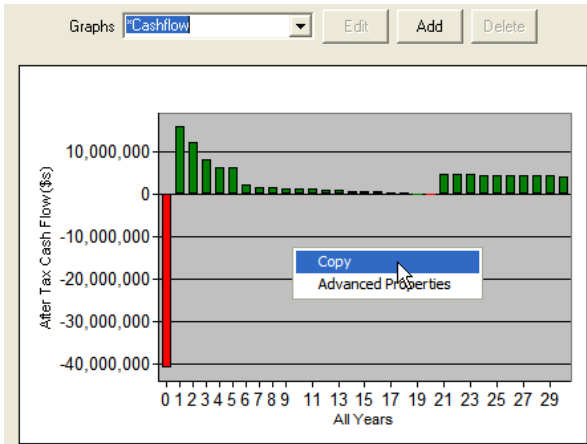 Graphs *Cashflow Edit Add Delete
After Tax Cash Flow ($s)
10,000,000
0
-10,000,000
-20,000,000
-30,000,000
-40,000,000
Copy
Advanced Properties
0 1 2 3 4 5 6 7 8 9 11 13 15 17 19 21 23 25 27 29
All Years